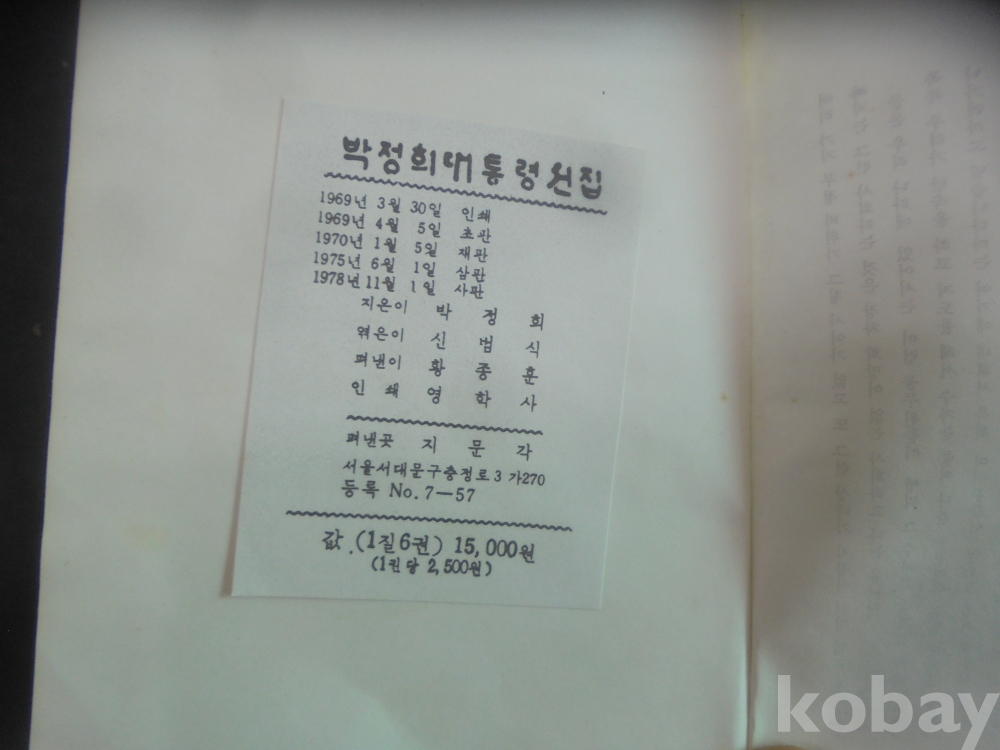 박정희대통령전집
1969년 3월 30일 인쇄
1969년 4월 5일 초판
1970년 1월 5일 재판
1975년 6월 1일 삼판
1978년 11월 1일 사판
지은이 박정희
엮은이 신범식
펴낸이 황종훈
인쇄 영학사
펴낸곳 지문각
서울서대문구충정로 3 가270
등록 No. 7—57
값 (1질6권) 15,000원
(1권당 2,500원)
kobay